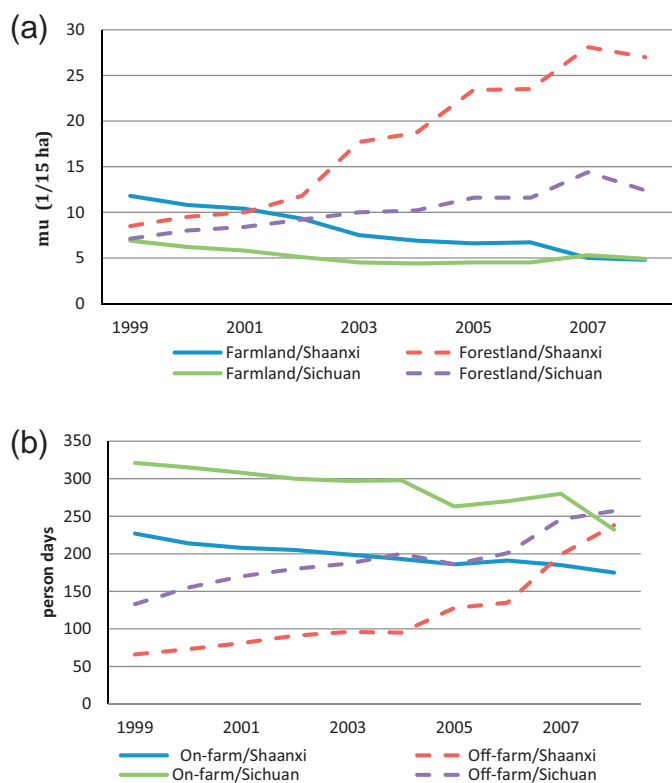 (a)
30
25
20
15
10
5
0
mu (1/15 ha)
1999 2001 2003 2005 2007
Farmland/Shaanxi Forestland/Shaanxi
Farmland/Sichuan Forestland/Sichuan
(b)
350
300
250
200
150
100
50
0
person days
1999 2001 2003 2005 2007
On-farm/Shaanxi Off-farm/Shaanxi
On-farm/Sichuan Off-farm/Sichuan